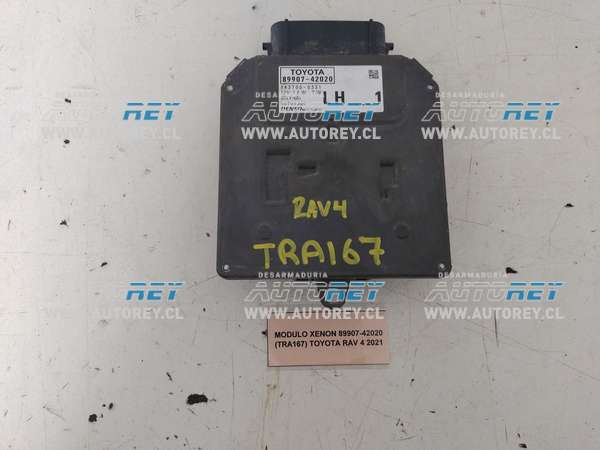 TOYOTA
89907-42020
LH 1
DENSO
RAV4
TRA167
MODULO XENON 89907-42020
(TRA167) TOYOTA RAV 4 2021
DESARMADURIA
AUTOREY
WWW.AUTOREY.CL